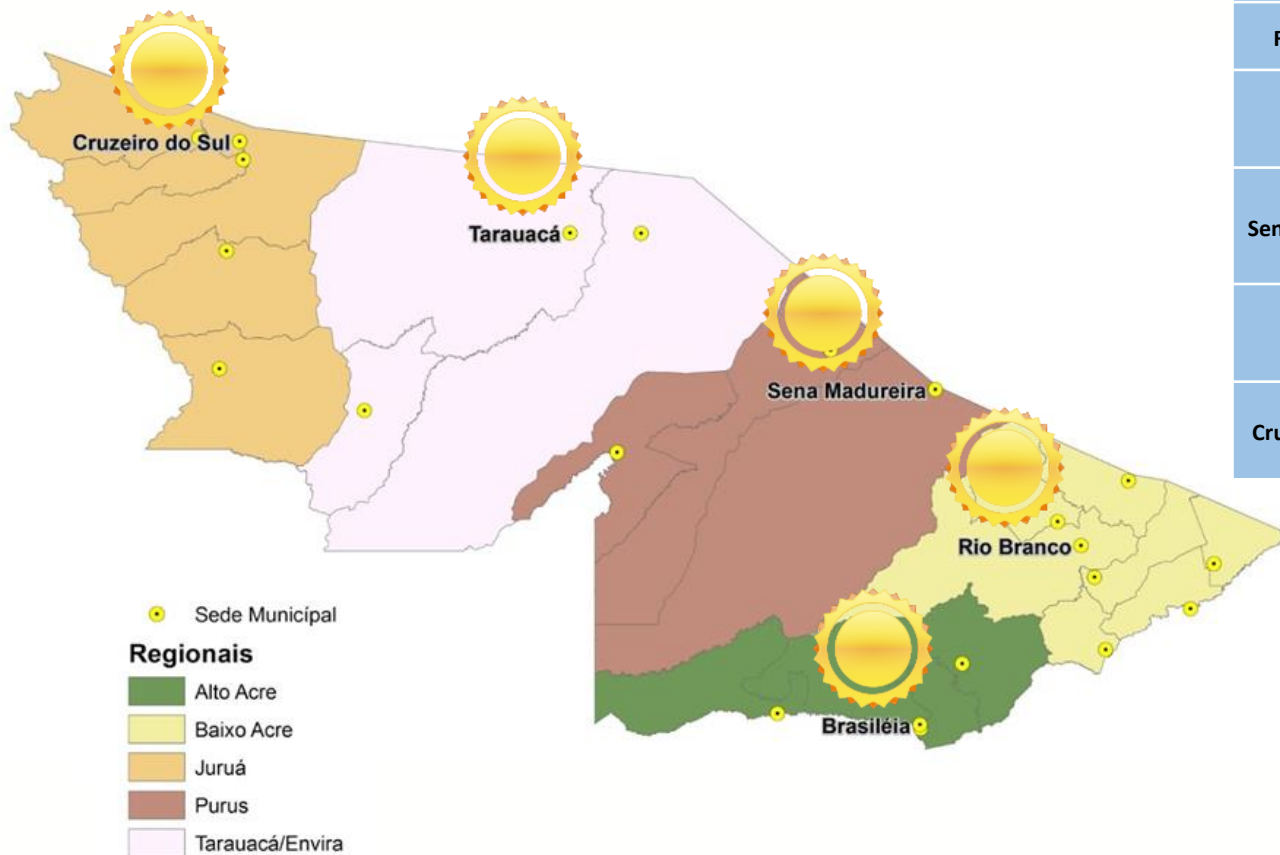 Cruzeiro do Sul
Tarauacá
Sena Madureira
Rio Branco
Brasiléia
Sede Municípal
Regionais
Alto Acre
Baixo Acre
Juruá
Purus
Tarauacá/Envira